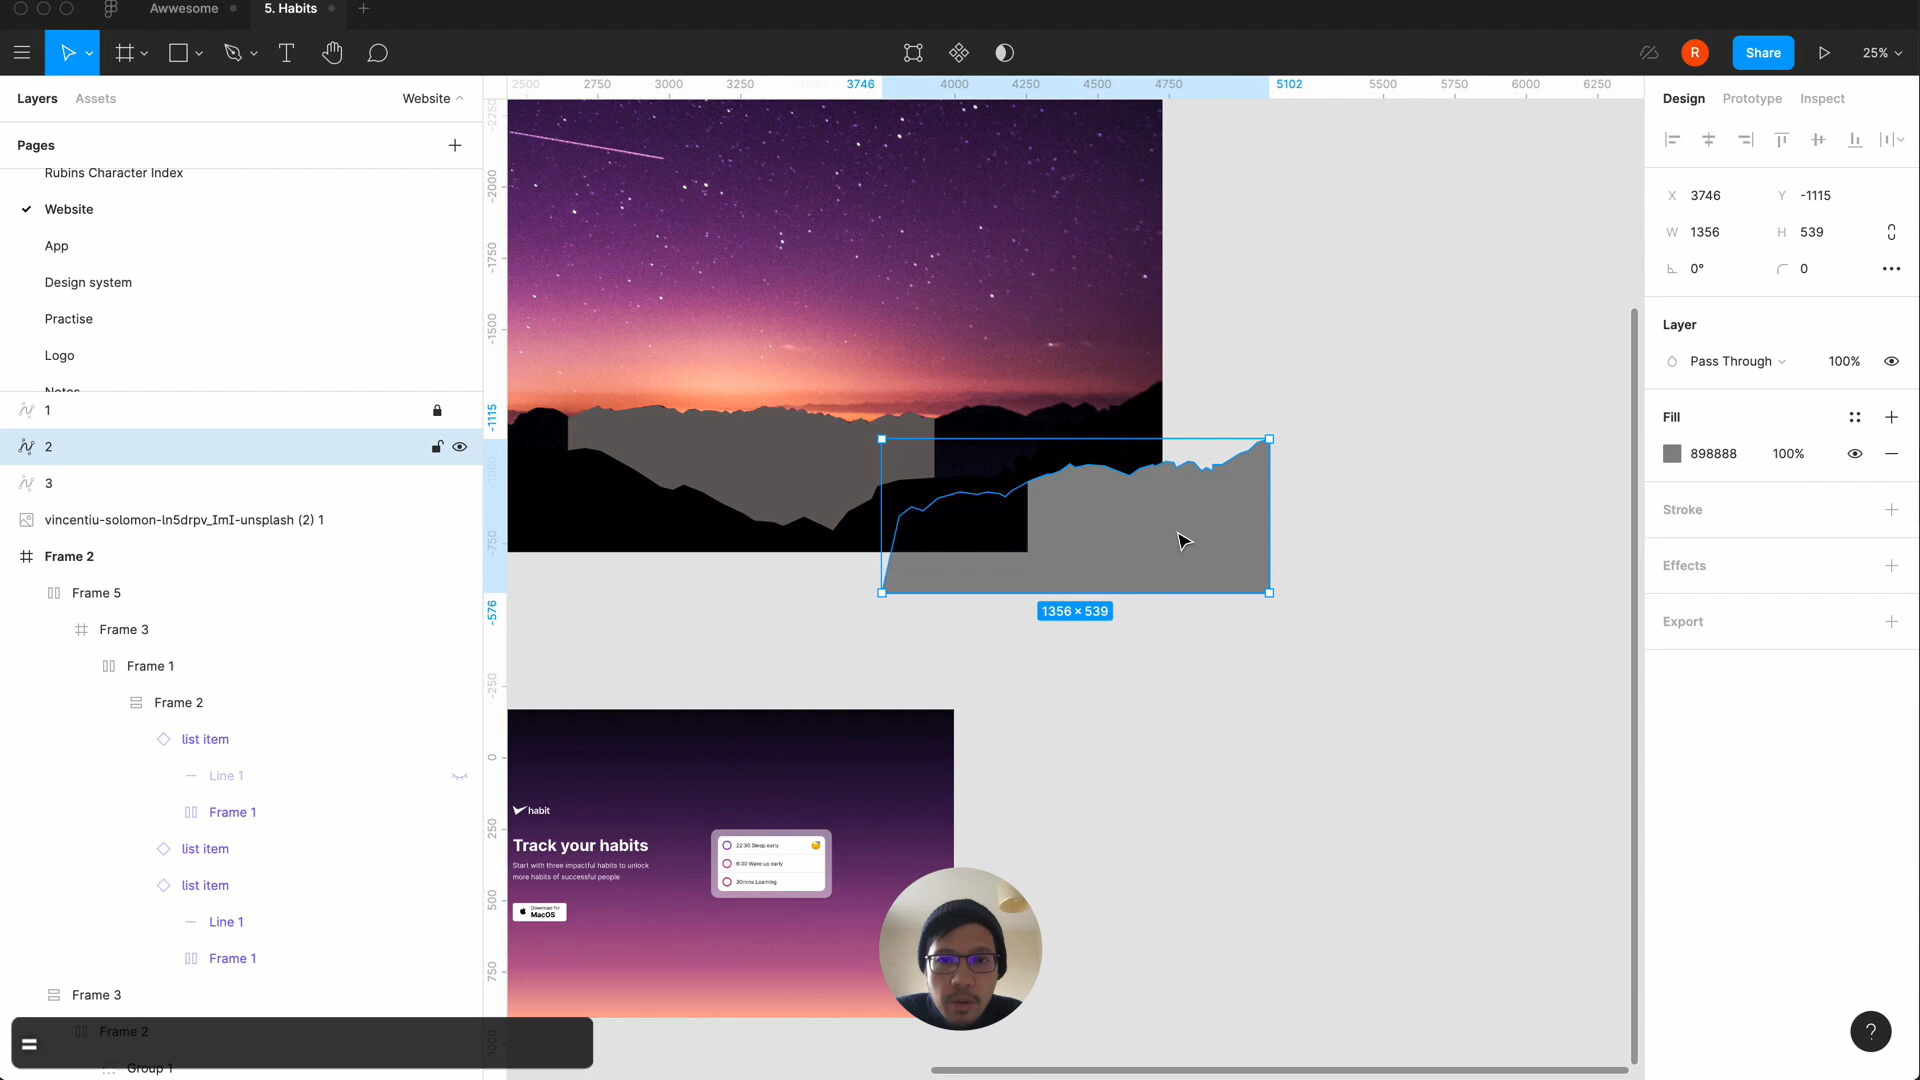 Awwesome
5. Habits
Share
R
25%
Layers
Assets
Website
Pages
Rubins Character Index
Website
App
Design system
Practise
Logo
Notes
1
2
3
vincentiu-solomon-ln5drpv_ImI-unsplash (2) 1
Frame 2
Frame 5
Frame 3
Frame 1
Frame 2
list item
Line 1
Frame 1
list item
list item
Line 1
Frame 1
Frame 3
Frame 2
Group 1
2500
2750
3000
3250
3746
4000
4250
4500
4750
5102
5500
5750
6000
6250
-2250
-2000
-1750
-1500
-1115
-1000
-750
-576
-250
0
250
500
750
1000
1356 × 539
habit
Track your habits
Start with three impactful habits to unlock
more habits of successful people
Download for
MacOS
22:30 Sleep early
6:30 Wake up early
30mins Learning
Design
Prototype
Inspect
X 3746
Y -1115
W 1356
H 539
0°
0
Layer
Pass Through
100%
Fill
898888
100%
Stroke
Effects
Export
?